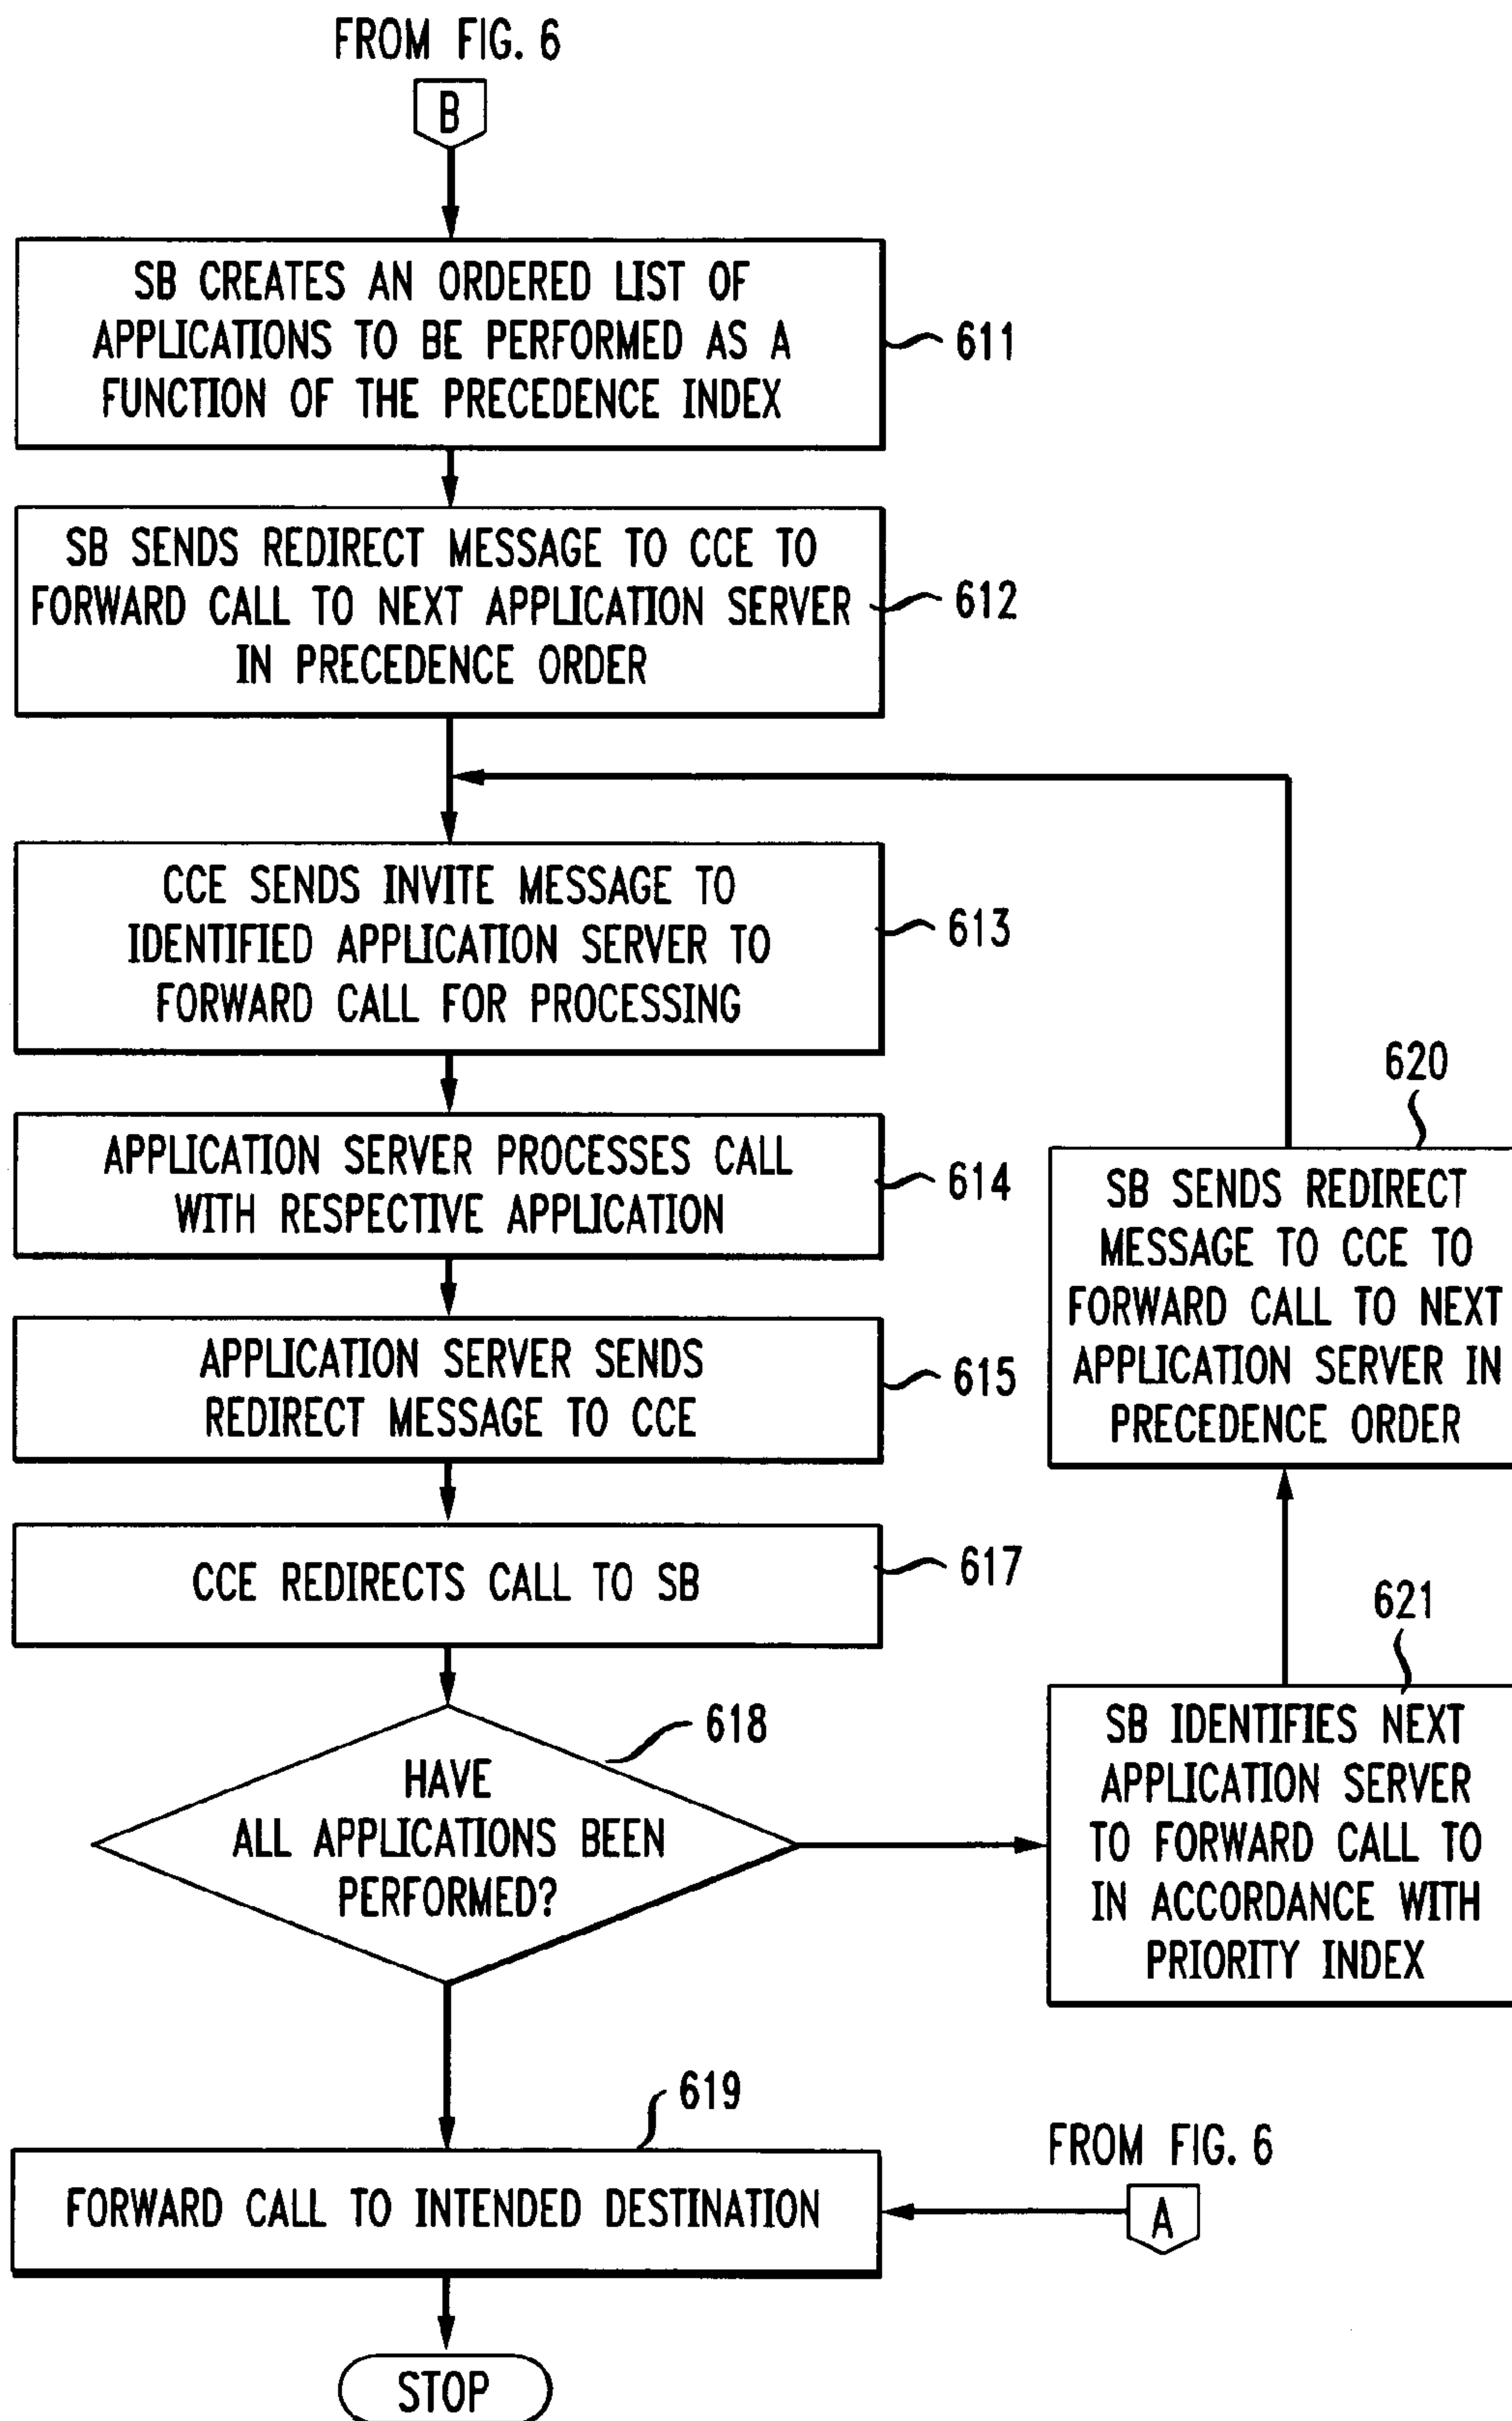 FROM FIG. 6
B
SB CREATES AN ORDERED LIST OF
APPLICATIONS TO BE PERFORMED AS A
FUNCTION OF THE PRECEDENCE INDEX
611
SB SENDS REDIRECT MESSAGE TO CCE TO
FORWARD CALL TO NEXT APPLICATION SERVER
IN PRECEDENCE ORDER
612
CCE SENDS INVITE MESSAGE TO
IDENTIFIED APPLICATION SERVER TO
FORWARD CALL FOR PROCESSING
613
APPLICATION SERVER PROCESSES CALL
WITH RESPECTIVE APPLICATION
614
APPLICATION SERVER SENDS
REDIRECT MESSAGE TO CCE
615
CCE REDIRECTS CALL TO SB
617
HAVE
ALL APPLICATIONS BEEN
PERFORMED?
618
620
SB SENDS REDIRECT
MESSAGE TO CCE TO
FORWARD CALL TO NEXT
APPLICATION SERVER IN
PRECEDENCE ORDER
621
SB IDENTIFIES NEXT
APPLICATION SERVER
TO FORWARD CALL TO
IN ACCORDANCE WITH
PRIORITY INDEX
619
FORWARD CALL TO INTENDED DESTINATION
FROM FIG. 6
A
STOP